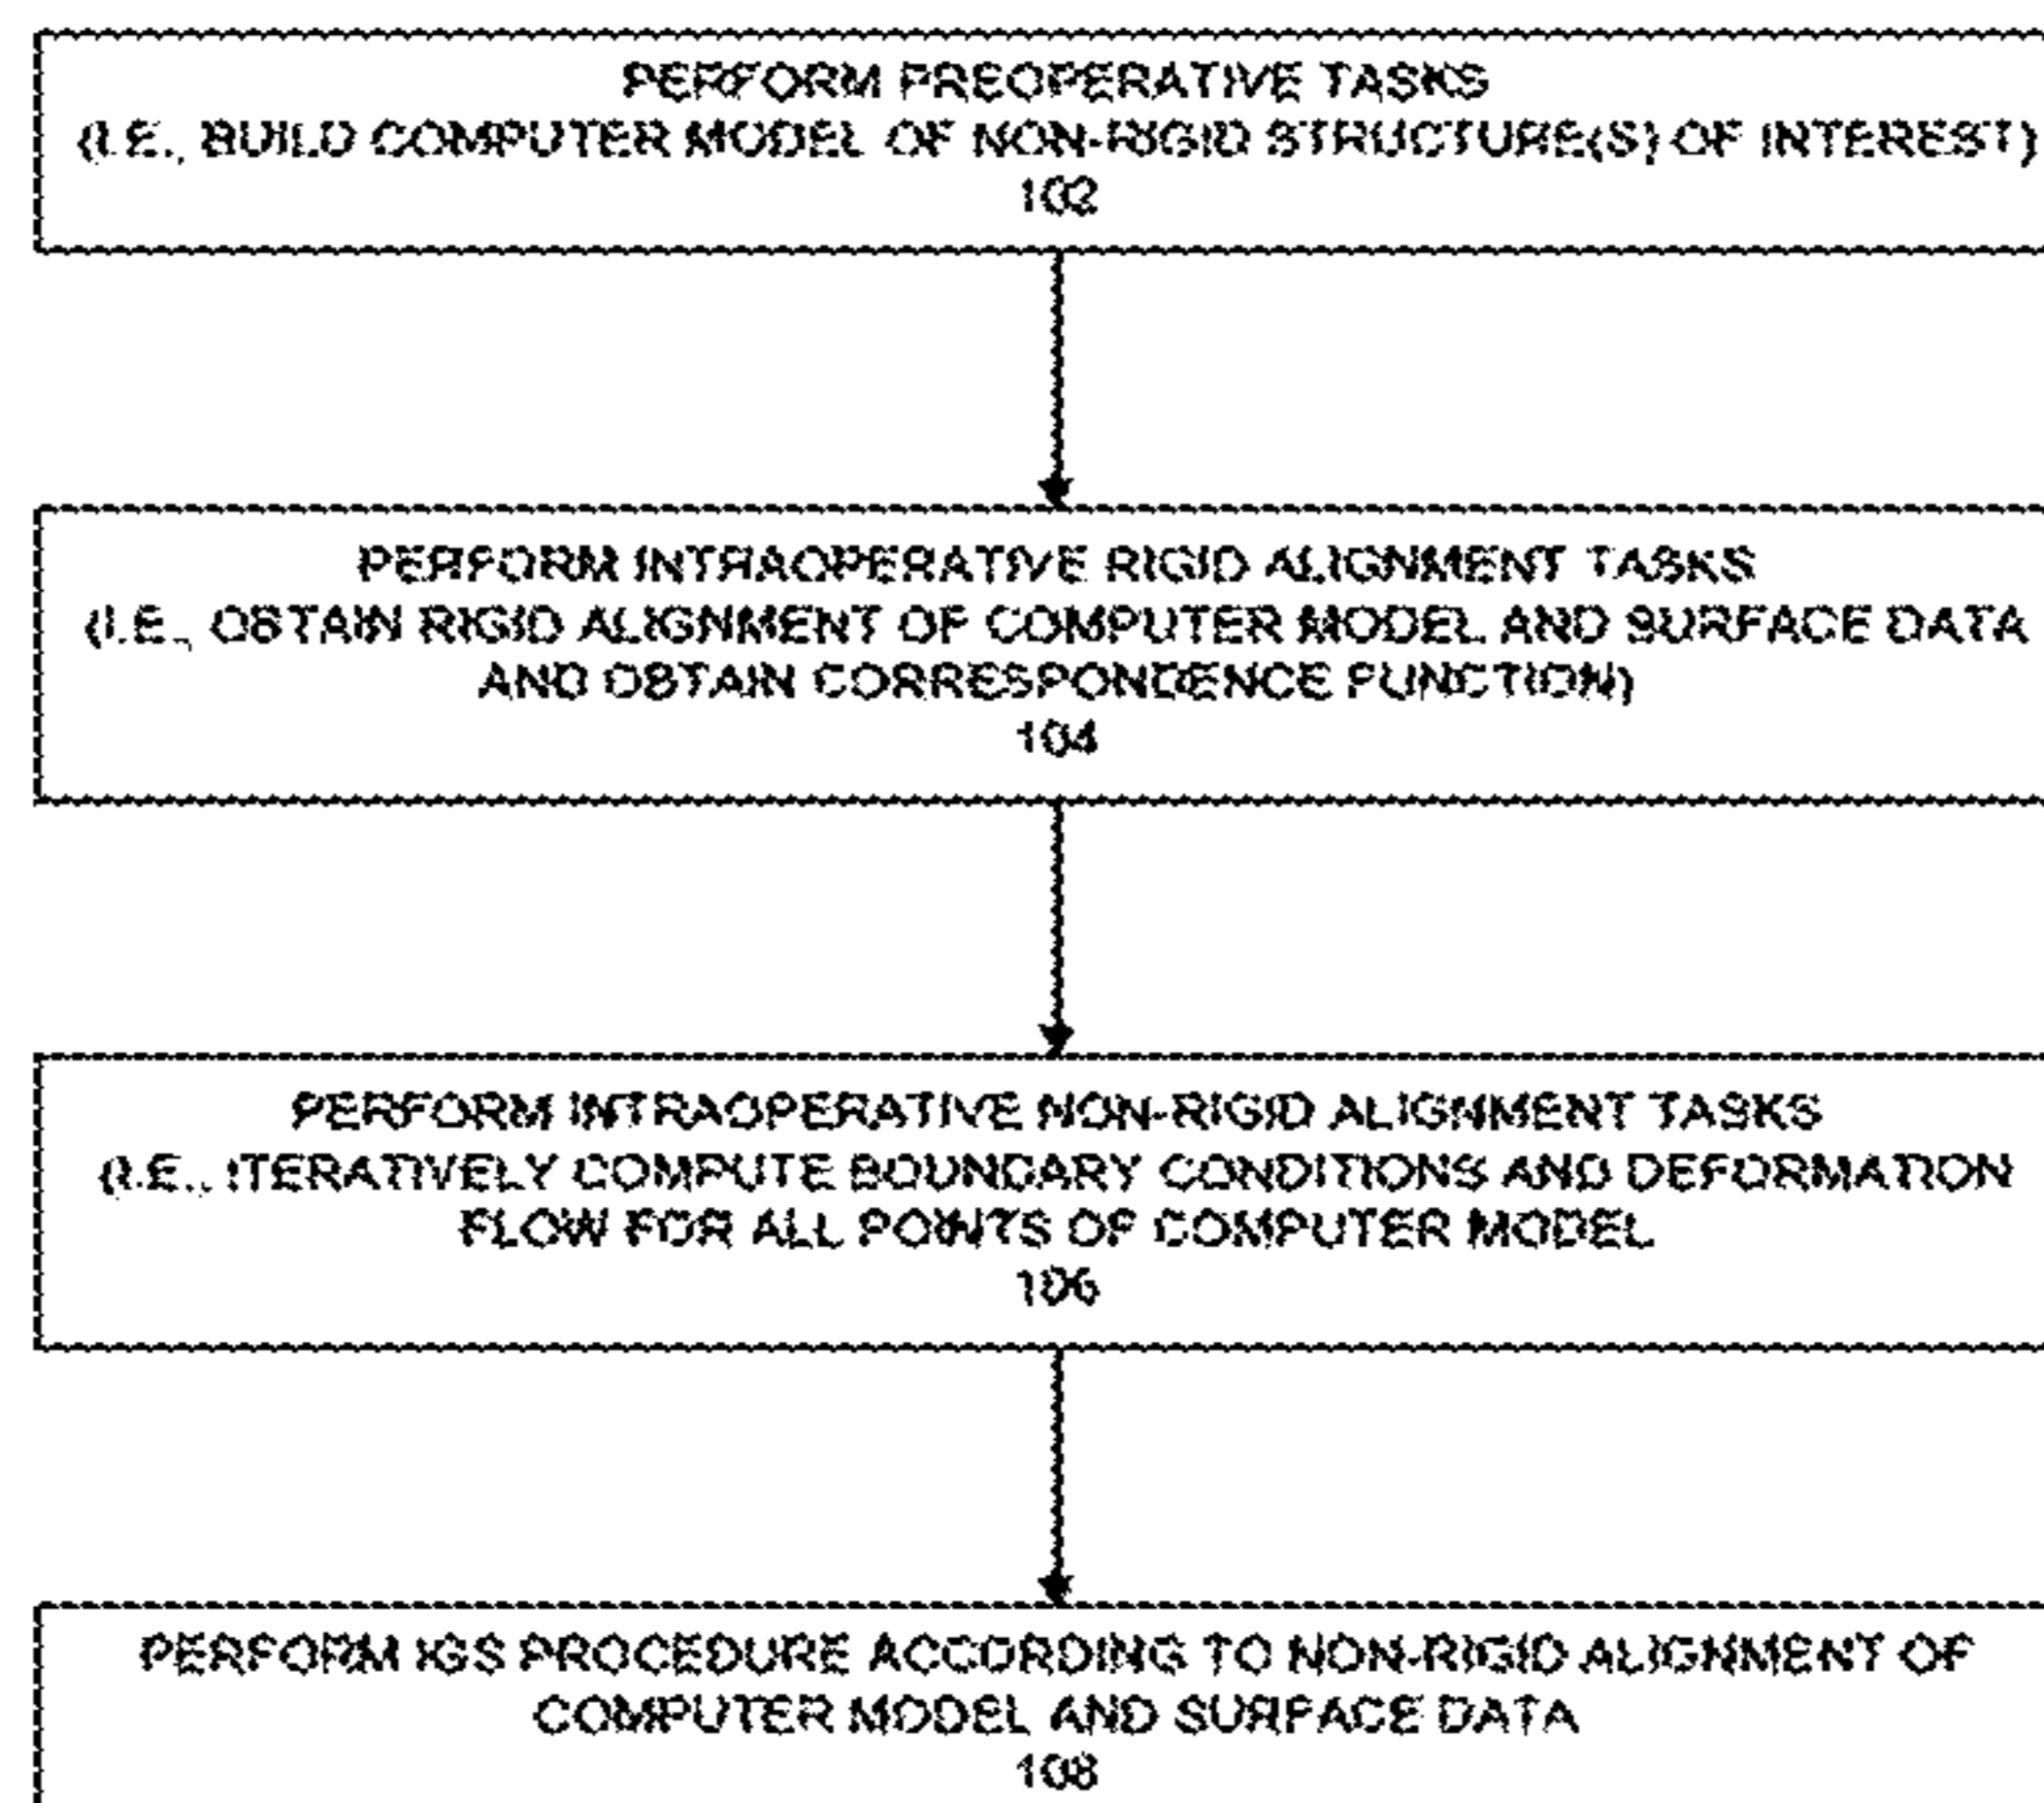 PERFORM PREOPERATIVE TASKS
(I.E., BUILD COMPUTER MODEL OF NON-RIGID STRUCTURE(S) OF INTEREST)
102
PERFORM INTRAOPERATIVE RIGID ALIGNMENT TASKS
(I.E., OBTAIN RIGID ALIGNMENT OF COMPUTER MODEL AND SURFACE DATA
AND OBTAIN CORRESPONDENCE FUNCTION)
104
PERFORM INTRAOPERATIVE NON-RIGID ALIGNMENT TASKS
(I.E., ITERATIVELY COMPUTE BOUNDARY CONDITIONS AND DEFORMATION
FLOW FOR ALL POINTS OF COMPUTER MODEL
106
PERFORM IGS PROCEDURE ACCORDING TO NON-RIGID ALIGNMENT OF
COMPUTER MODEL AND SURFACE DATA
108